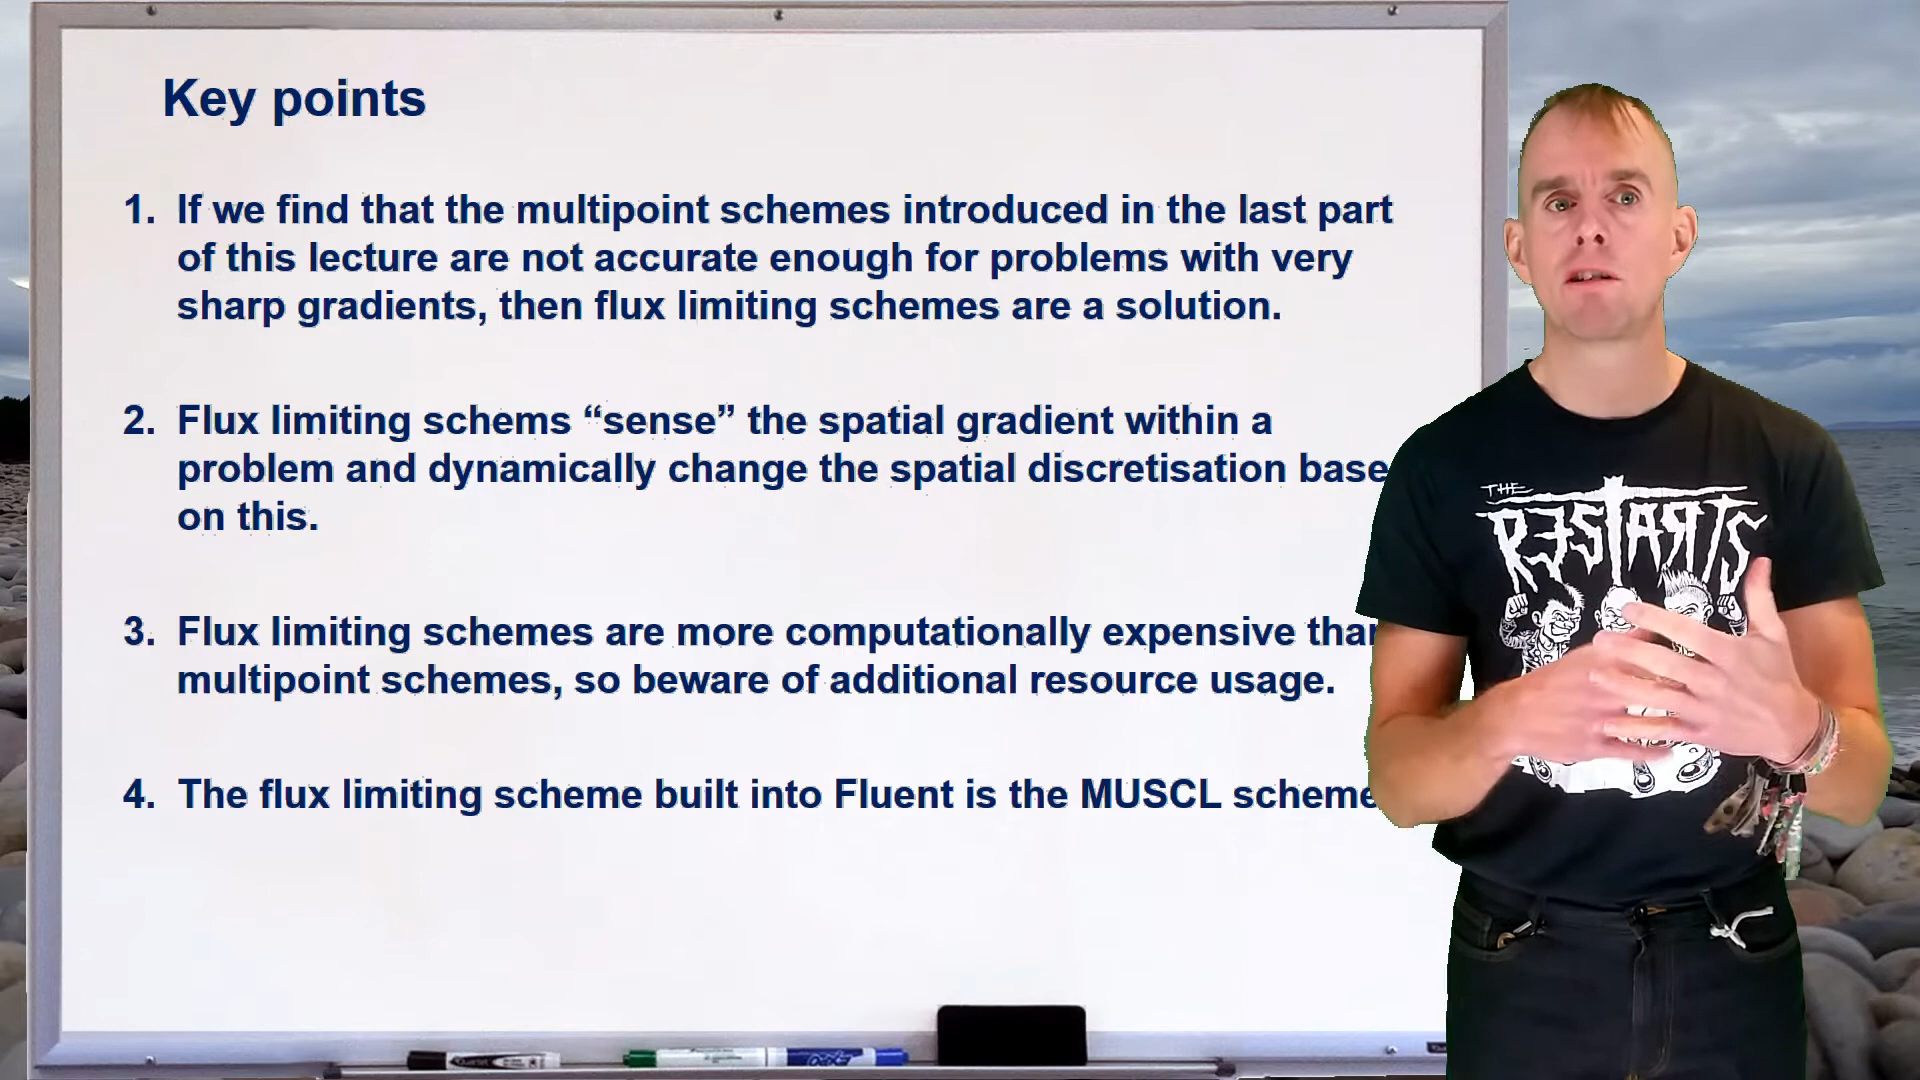 Key points
1. If we find that the multipoint schemes introduced in the last part
of this lecture are not accurate enough for problems with very
sharp gradients, then flux limiting schemes are a solution.
2. Flux limiting schems “sense” the spatial gradient within a
problem and dynamically change the spatial discretisation base
on this.
3. Flux limiting schemes are more computationally expensive than
multipoint schemes, so beware of additional resource usage.
4. The flux limiting scheme built into Fluent is the MUSCL scheme
THE
RESTARTS